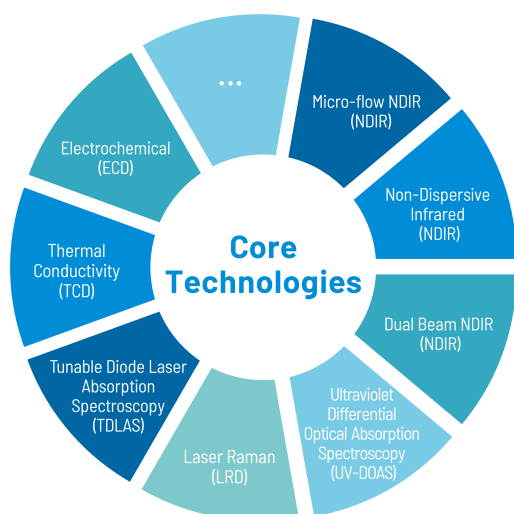 ...
Micro-flow NDIR
(NDIR)
Non-Dispersive
Infrared
(NDIR)
Dual Beam NDIR
(NDIR)
Ultraviolet
Differential
Optical Absorption
Spectroscopy
(UV-DOAS)
Laser Raman
(LRD)
Tunable Diode Laser
Absorption
Spectroscopy
(TDLAS)
Thermal
Conductivity
(TCD)
Electrochemical
(ECD)
Core
Technologies